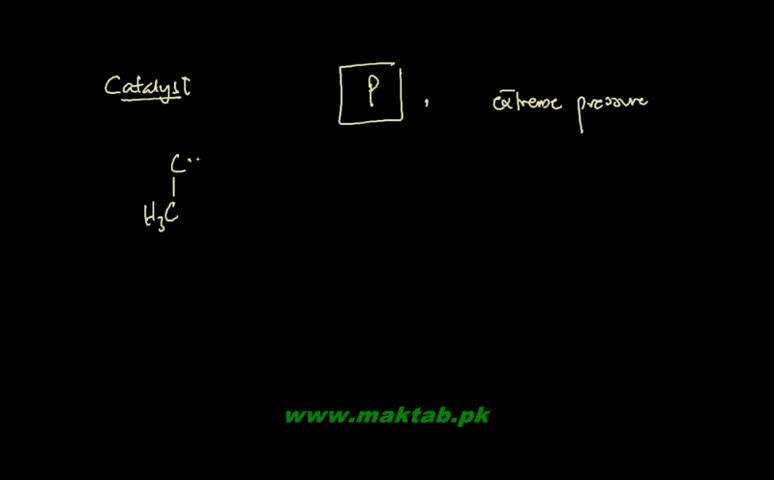 Catalyst P , extreme pressure
C··
|
H₃C
www.maktab.pk